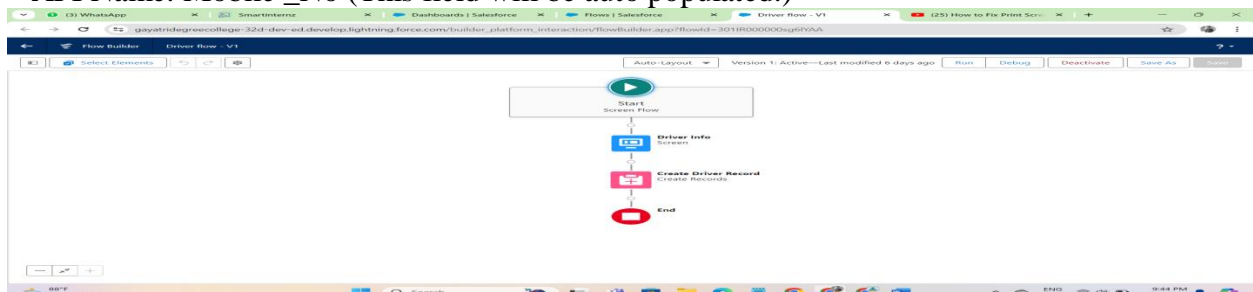 API Name: Mobile _No (This field will be auto populated.)
(3) WhatsApp
SmartInternz
Dashboards | Salesforce
Flows | Salesforce
Driver flow - V1
(25) How to Fix Print Scre
gayatridegreecollege-32d-dev-ed.develop.lightning.force.com/builder_platform_interaction/flowBuilder.app?flowId=
Flow Builder Driver flow - V1
Select Elements
Auto-Layout Version 1: Active—Last modified 6 days ago Run Debug Deactivate Save As Save
Start
Screen Flow
Driver Info
Screen
Create Driver Record
Create Records
End
Search
ENG
9:44 PM